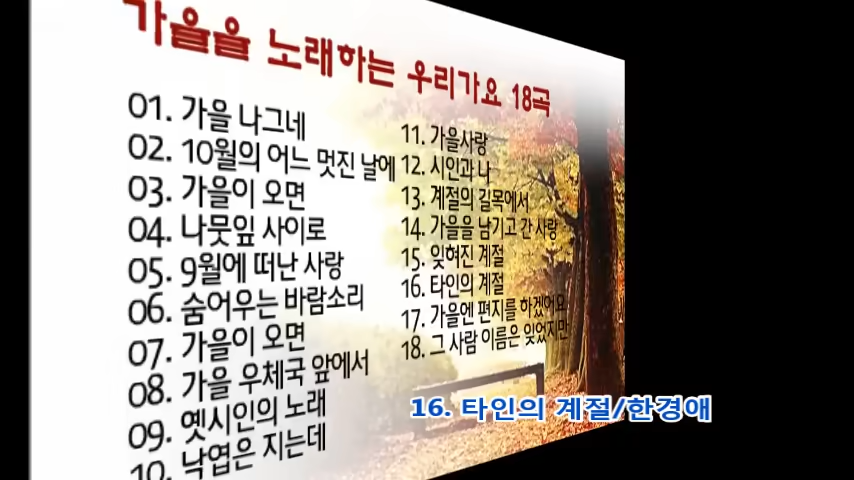 가을을 노래하는 우리가요 18곡
01. 가을 나그네
02. 10월의 어느 멋진 날에
03. 가을이 오면
04. 나뭇잎 사이로
05. 9월에 떠난 사랑
06. 숨어우는 바람소리
07. 가을이 오면
08. 가을 우체국 앞에서
09. 옛시인의 노래
10. 낙엽은 지는데
11. 가을사랑
12. 시인과 나
13. 계절의 길목에서
14. 가을을 남기고 간 사랑
15. 잊혀진 계절
16. 타인의 계절
17. 가을엔 편지를 하겠어요
18. 그 사람 이름은 잊었지만
16. 타인의 계절/한경애